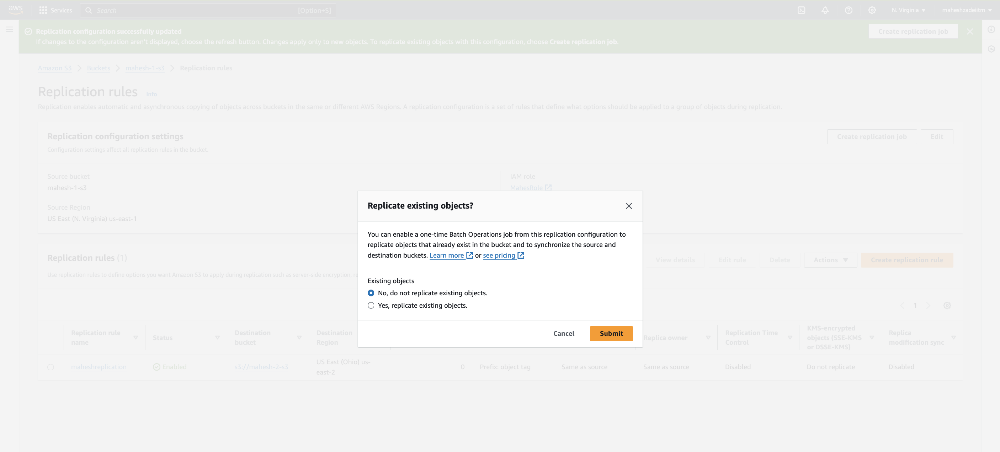 aws
Services
Search
[Option+S]
N. Virginia
maheshzadeiitm
Replication configuration successfully updated
If changes to the configuration aren't displayed, choose the refresh button. Changes apply only to new objects. To replicate existing objects with this configuration, choose Create replication job.
Create replication job
Amazon S3
Buckets
mahesh-1-s3
Replication rules
Replication rules
Info
Replication enables automatic and asynchronous copying of objects across buckets in the same or different AWS Regions. A replication configuration is a set of rules that define what options should be applied to a group of objects during replication.
Replication configuration settings
Configuration settings affect all replication rules in the bucket.
Create replication job
Edit
Source bucket
mahesh-1-s3
Source Region
US East (N. Virginia) us-east-1
IAM role
MahesRole
Replicate existing objects?
You can enable a one-time Batch Operations job from this replication configuration to
replicate objects that already exist in the bucket and to synchronize the source and
destination buckets. Learn more or see pricing
Existing objects
No, do not replicate existing objects.
Yes, replicate existing objects.
Cancel
Submit
Replication rules (1)
Use replication rules to define options you want Amazon S3 to apply during replication such as server-side encryption,
View details
Edit rule
Delete
Actions
Create replication rule
1
Replication rule
name
Status
Destination
bucket
Destination
Region
Replica owner
Replication Time
Control
KMS-encrypted
objects (SSE-KMS
or DSSE-KMS)
Replica
modification sync
maheshreplication
Enabled
s3://mahesh-2-s3
US East (Ohio) us-
east-2
0
Prefix: object tag
Same as source
Same as source
Disabled
Do not replicate
Disabled